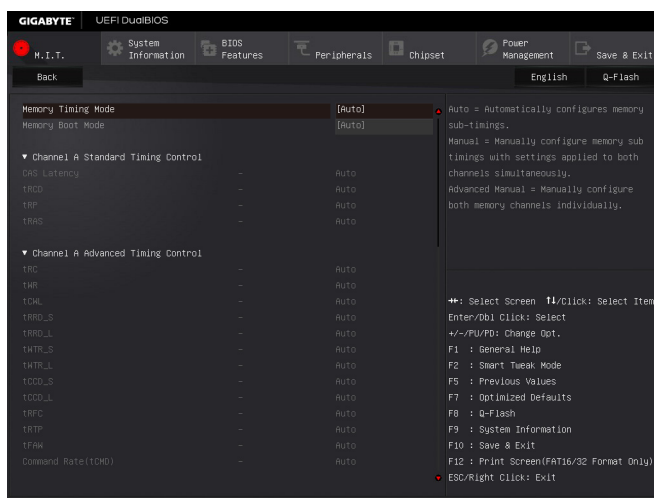 GIGABYTE™ UEFI DualBIOS
M.I.T. System Information BIOS Features Peripherals Chipset Power Management Save & Exit
Back English Q-Flash
Memory Timing Mode [Auto]
Memory Boot Mode [Auto]
▼ Channel A Standard Timing Control
CAS Latency – Auto
tRCD – Auto
tRP – Auto
tRAS – Auto
▼ Channel A Advanced Timing Control
tRC – Auto
tWR – Auto
tCWL – Auto
tRRD_S – Auto
tRRD_L – Auto
tWTR_S – Auto
tWTR_L – Auto
tCCD_S – Auto
tCCD_L – Auto
tRFC – Auto
tRTP – Auto
tFAW – Auto
Command Rate(tCMD) – Auto
Auto = Automatically configures memory
sub-timings.
Manual = Manually configure memory sub
timings with settings applied to both
channels simultaneously.
Advanced Manual = Manually configure
both memory channels individually.
→←: Select Screen ↑↓/Click: Select Item
Enter/Dbl Click: Select
+/-/PU/PD: Change Opt.
F1 : General Help
F2 : Smart Tweak Mode
F5 : Previous Values
F7 : Optimized Defaults
F8 : Q-Flash
F9 : System Information
F10 : Save & Exit
F12 : Print Screen(FAT16/32 Format Only)
ESC/Right Click: Exit